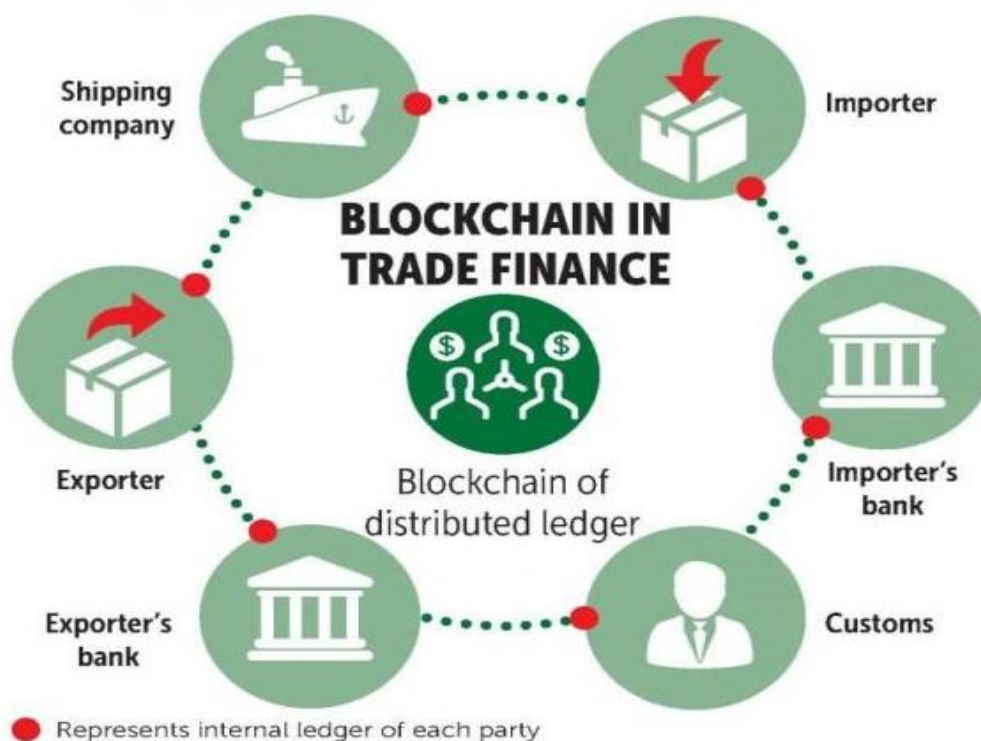 Shipping
company
Importer
BLOCKCHAIN IN
TRADE FINANCE
$ $
Exporter
Blockchain of
distributed ledger
Importer's
bank
Exporter's
bank
Customs
Represents internal ledger of each party